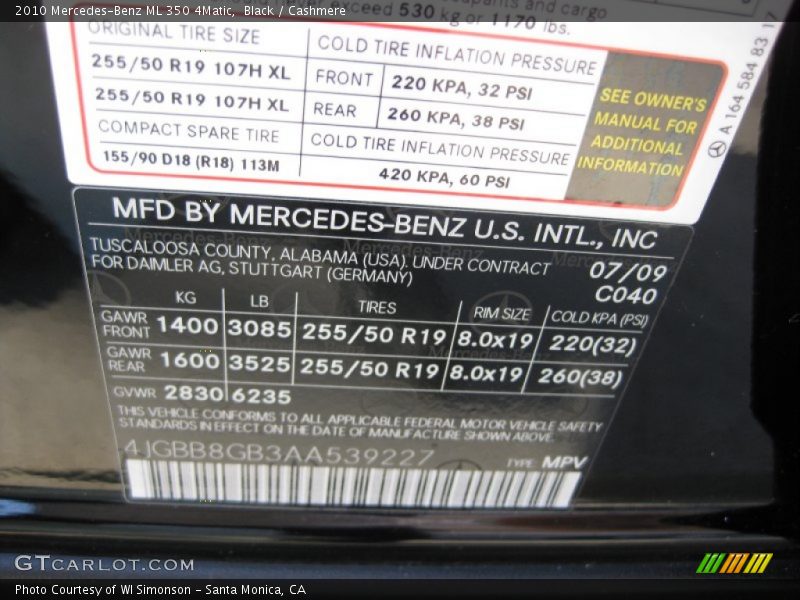 2010 Mercedes-Benz ML 350 4Matic, Black / Cashmere
exceed 530 kg or 1170 lbs.
and cargo
ORIGINAL TIRE SIZE
COLD TIRE INFLATION PRESSURE
255/50 R19 107H XL
FRONT
220 KPA, 32 PSI
255/50 R19 107H XL
REAR
260 KPA, 38 PSI
COMPACT SPARE TIRE
COLD TIRE INFLATION PRESSURE
155/90 D18 (R18) 113M
420 KPA, 60 PSI
SEE OWNER'S
MANUAL FOR
ADDITIONAL
INFORMATION
A 164 584 83 17
MFD BY MERCEDES-BENZ U.S. INTL., INC
TUSCALOOSA COUNTY, ALABAMA (USA), UNDER CONTRACT
FOR DAIMLER AG, STUTTGART (GERMANY)
07/09
C040
KG LB TIRES RIM SIZE COLD KPA (PSI)
GAWR
FRONT 1400 3085 255/50 R19 8.0x19 220(32)
GAWR
REAR 1600 3525 255/50 R19 8.0x19 260(38)
GVWR 2830 6235
THIS VEHICLE CONFORMS TO ALL APPLICABLE FEDERAL MOTOR VEHICLE SAFETY
STANDARDS IN EFFECT ON THE DATE OF MANUFACTURE SHOWN ABOVE
4JGBB8GB3AA539227
TYPE MPV
GTCARLOT.COM
Photo Courtesy of WI Simonson - Santa Monica, CA